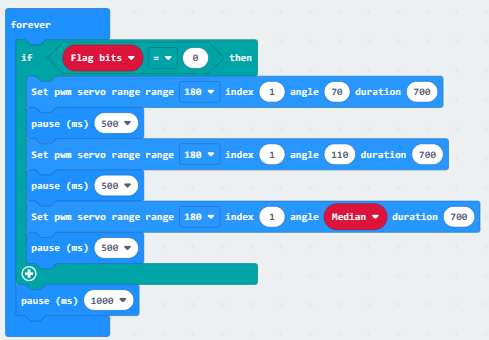 forever
if Flag bits = 0 then
Set pwm servo range range 180 index 1 angle 70 duration 700
pause (ms) 500
Set pwm servo range range 180 index 1 angle 110 duration 700
pause (ms) 500
Set pwm servo range range 180 index 1 angle Median duration 700
pause (ms) 500
pause (ms) 1000